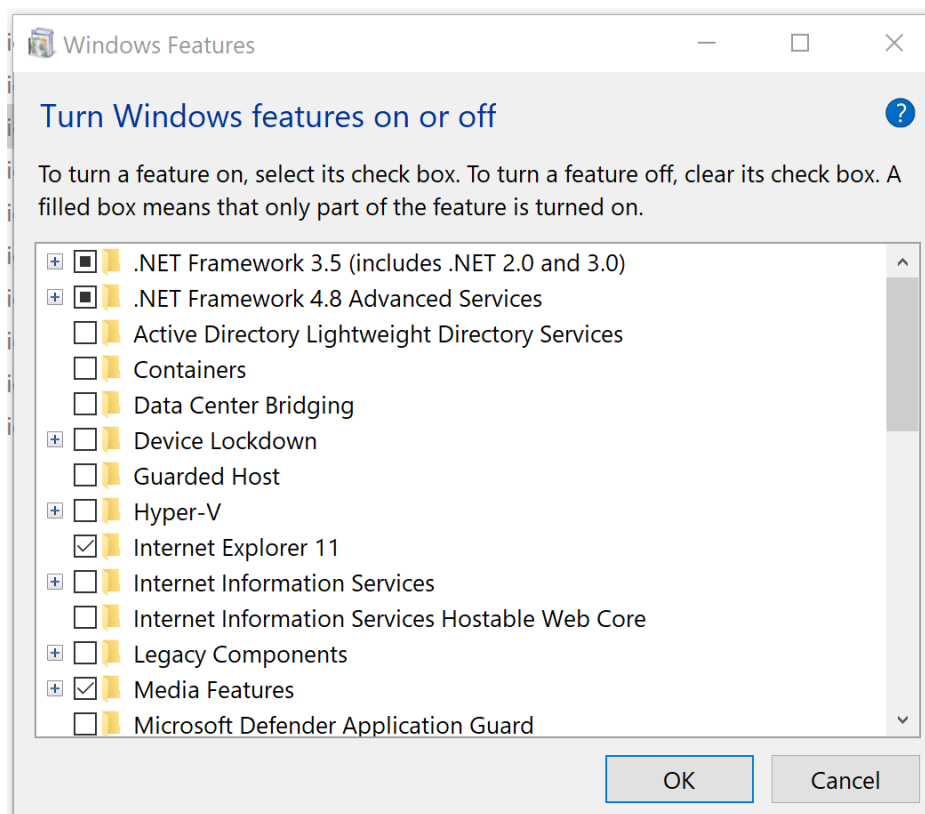 Windows Features
Turn Windows features on or off
To turn a feature on, select its check box. To turn a feature off, clear its check box. A
filled box means that only part of the feature is turned on.
.NET Framework 3.5 (includes .NET 2.0 and 3.0)
.NET Framework 4.8 Advanced Services
Active Directory Lightweight Directory Services
Containers
Data Center Bridging
Device Lockdown
Guarded Host
Hyper-V
Internet Explorer 11
Internet Information Services
Internet Information Services Hostable Web Core
Legacy Components
Media Features
Microsoft Defender Application Guard
OK
Cancel